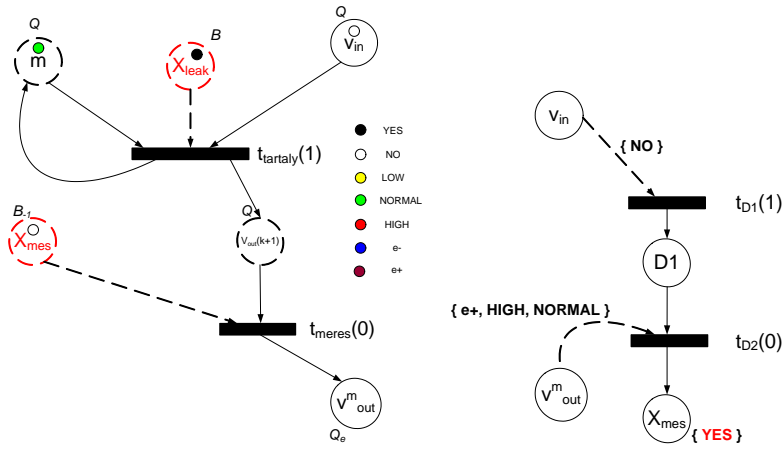 Q
m
B
X_leak
Q
v_in
t_tartaly(1)
YES
NO
LOW
NORMAL
HIGH
e-
e+
B_-1
X_mes
Q
v_out(k+1)
t_meres(0)
v^m_out
Q_e
v_in
{ NO }
t_D1(1)
D1
{ e+, HIGH, NORMAL }
t_D2(0)
v^m_out
X_mes
{ YES }